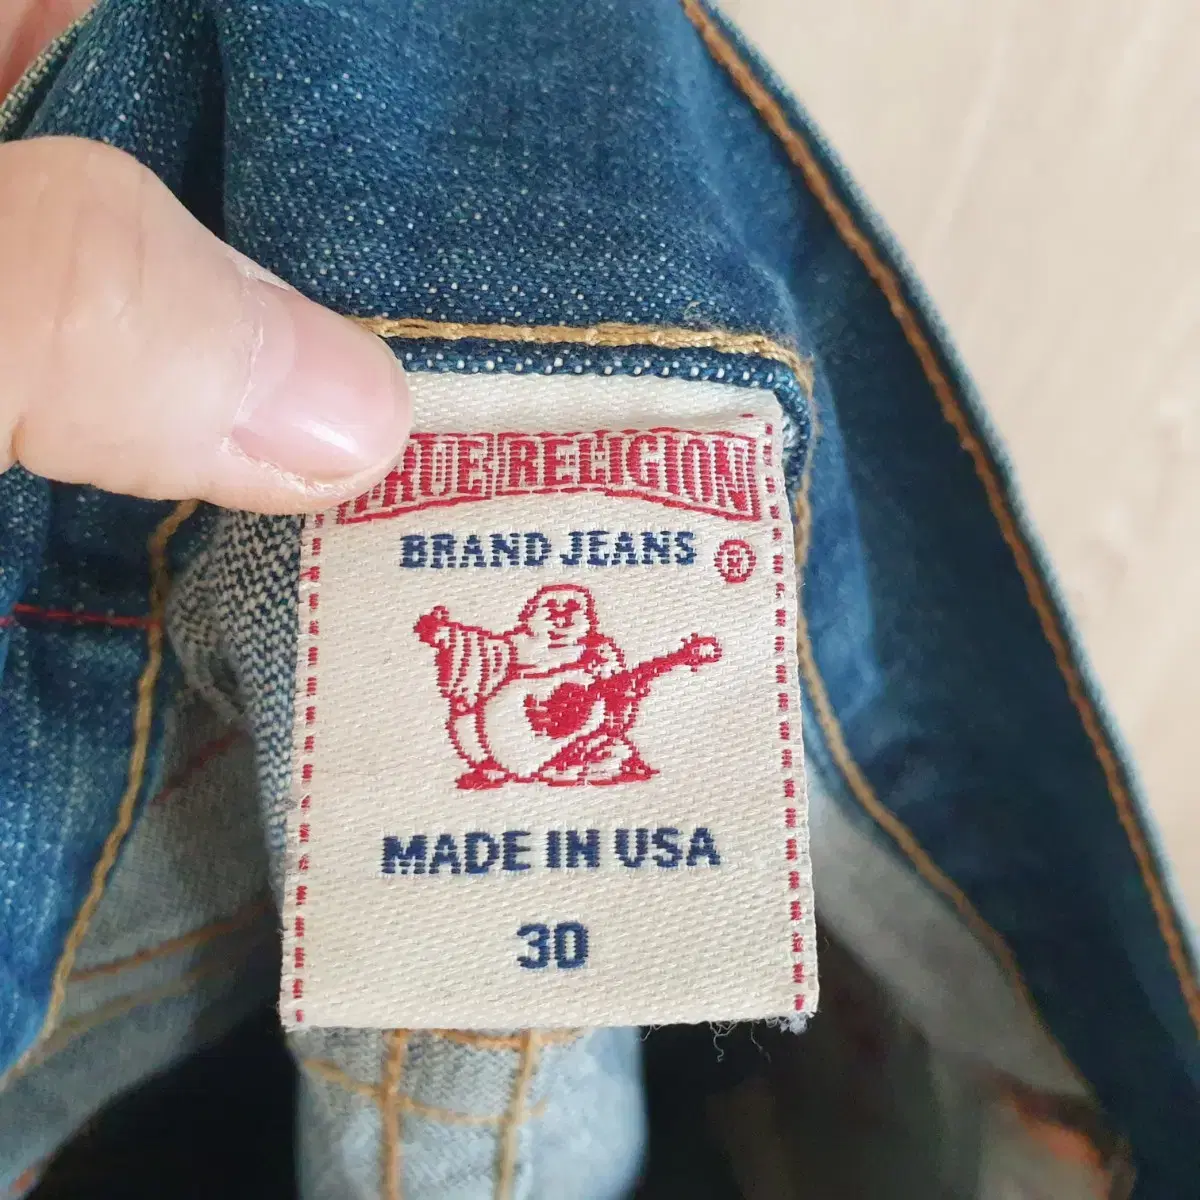 TRUE RELIGION
BRAND JEANS ®
MADE IN USA
30